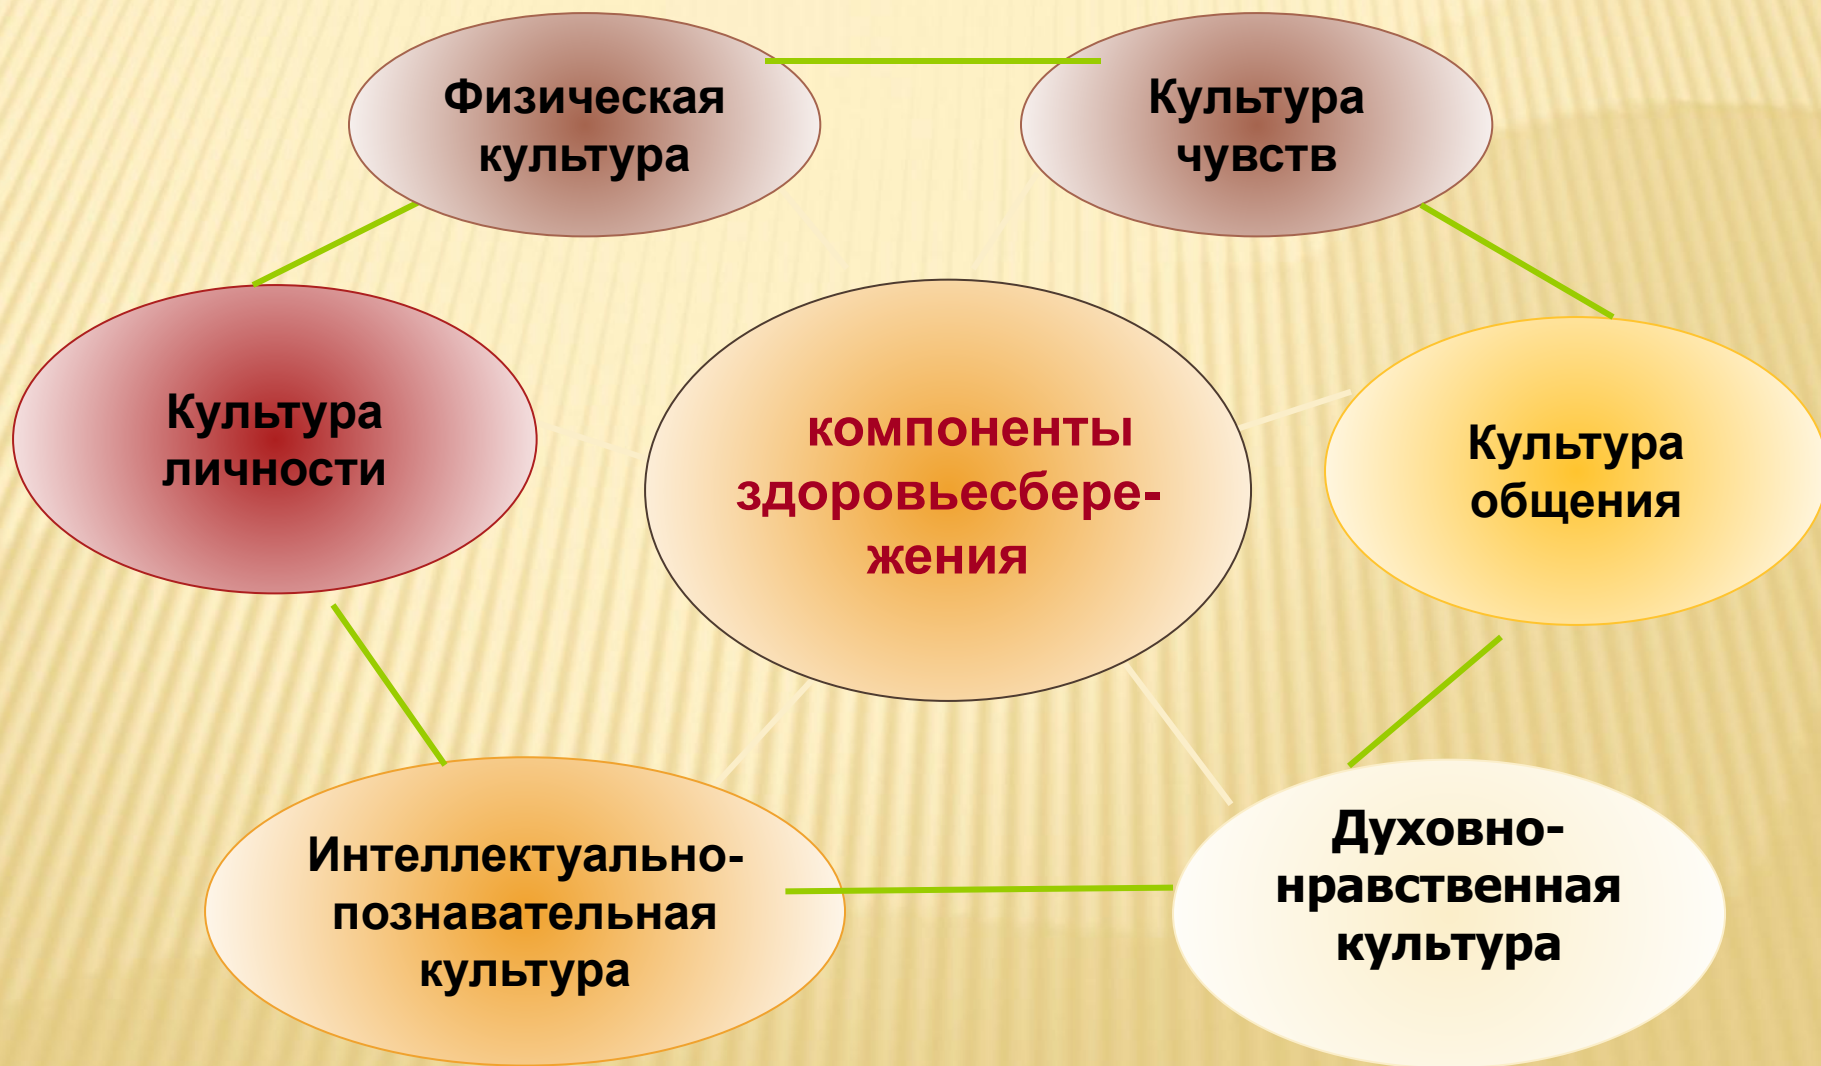 Физическая
культура
Культура
чувств
Культура
личности
компоненты
здоровьесбере-
жения
Культура
общения
Интеллектуально-
познавательная
культура
Духовно-
нравственная
культура